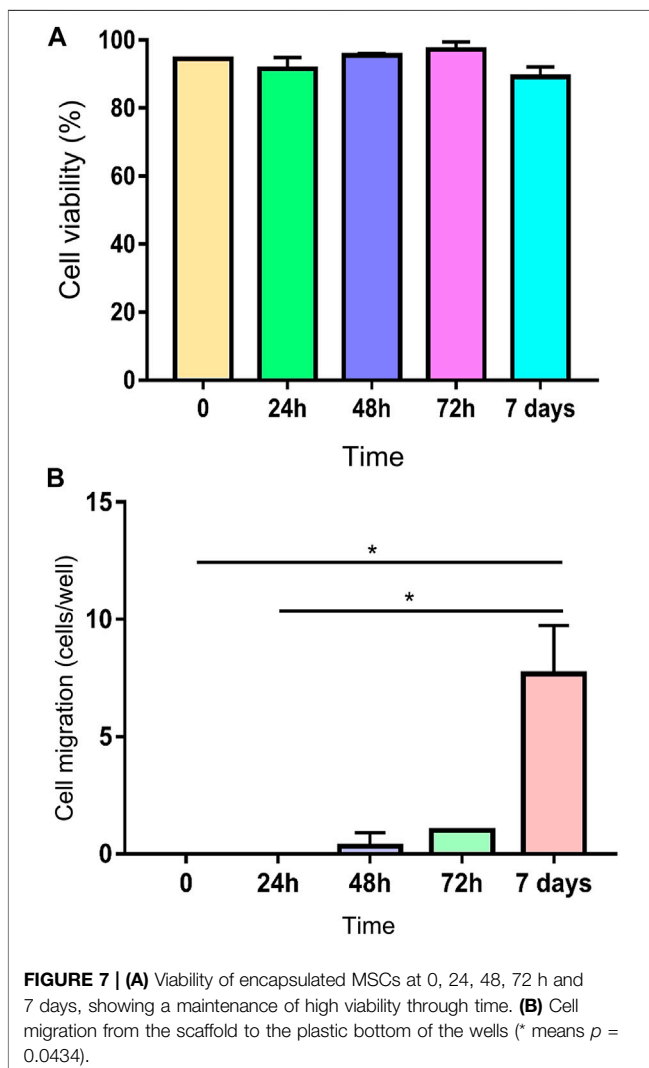 A
100
80
60
40
20
0
Cell viability (%)
0 24h 48h 72h 7 days
Time
B
15
10
5
0
Cell migration (cells/well)
*
*
0 24h 48h 72h 7 days
Time
FIGURE 7 | (A) Viability of encapsulated MSCs at 0, 24, 48, 72 h and
7 days, showing a maintenance of high viability through time. (B) Cell
migration from the scaffold to the plastic bottom of the wells (* means p =
0.0434).